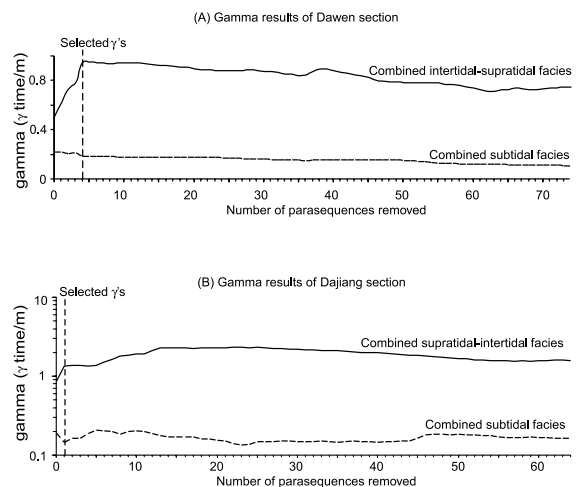 (A) Gamma results of Dawen section
Selected γ's
Combined intertidal-supratidal facies
Combined subtidal facies
gamma (γ time/m)
0.8
0.4
0
0 10 20 30 40 50 60 70
Number of parasequences removed
(B) Gamma results of Dajiang section
Selected γ's
Combined supratidal-intertidal facies
Combined subtidal facies
gamma (γ time/m)
10
1
0.1
0 10 20 30 40 50 60
Number of parasequences removed